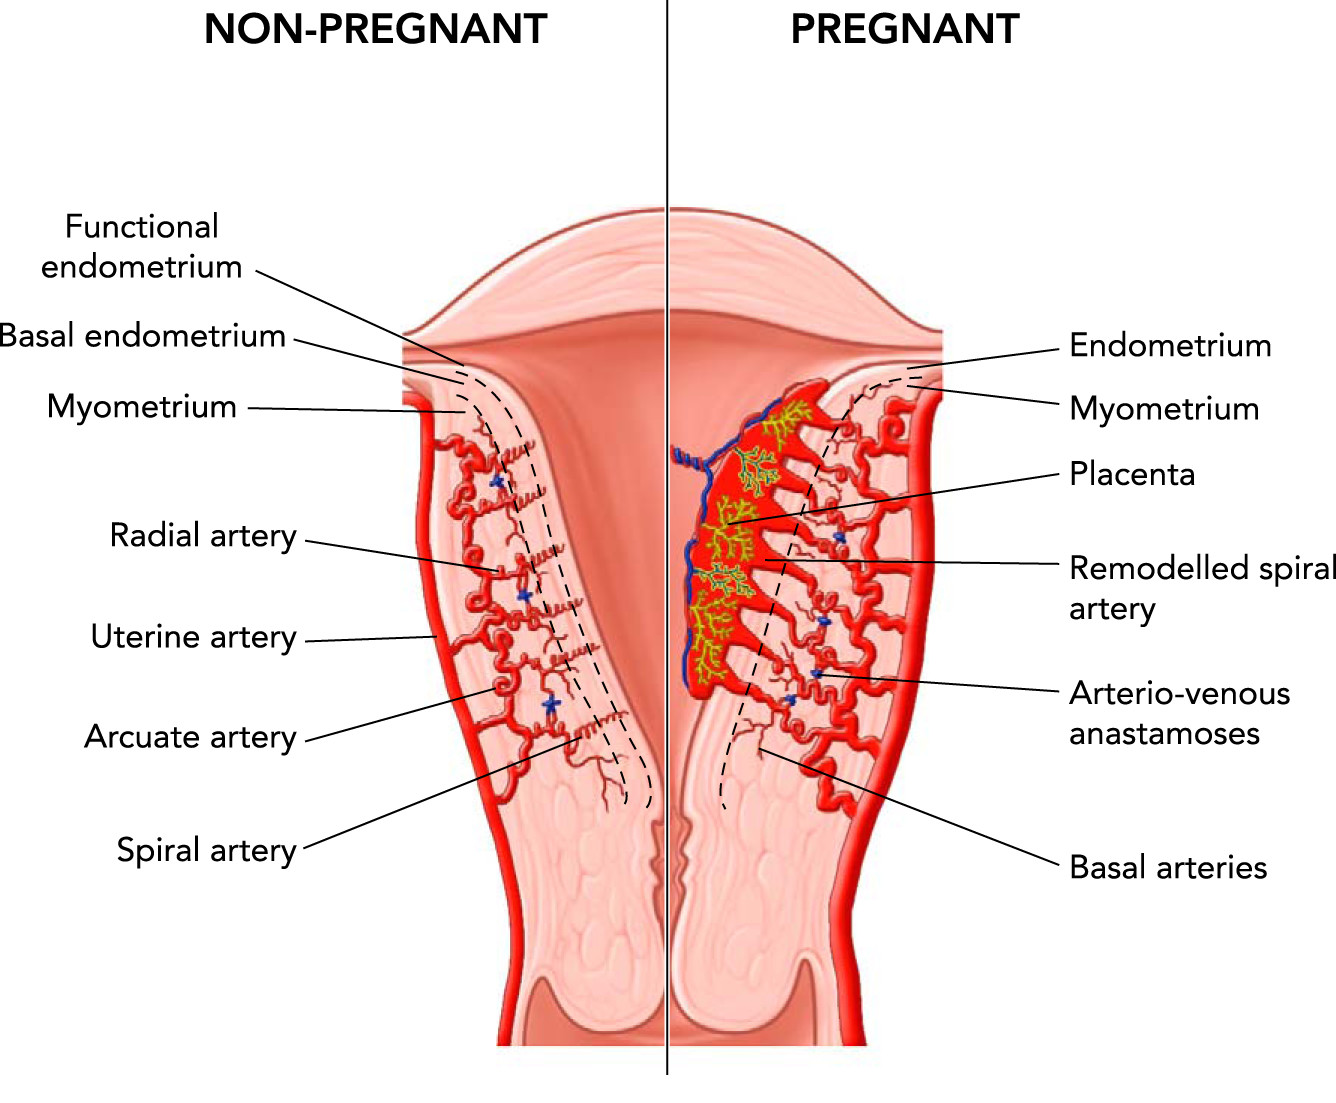 NON-PREGNANT
PREGNANT
Functional
endometrium
Basal endometrium
Myometrium
Radial artery
Uterine artery
Arcuate artery
Spiral artery
Endometrium
Myometrium
Placenta
Remodelled spiral
artery
Arterio-venous
anastamoses
Basal arteries